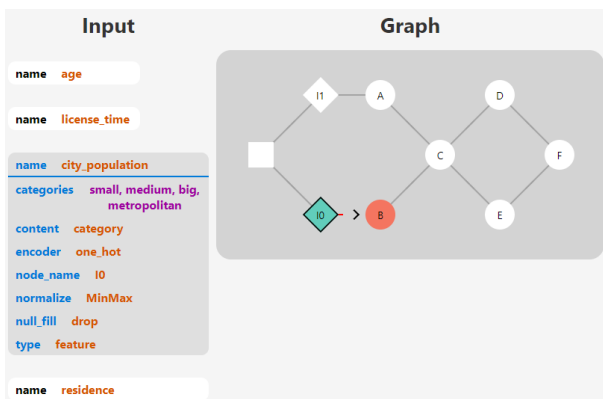 Input
Graph
name age
name license_time
name city_population
categories small, medium, big,
metropolitan
content category
encoder one_hot
node_name I0
normalize MinMax
null_fill drop
type feature
name residence
I1 A D
C F
I0 > B E